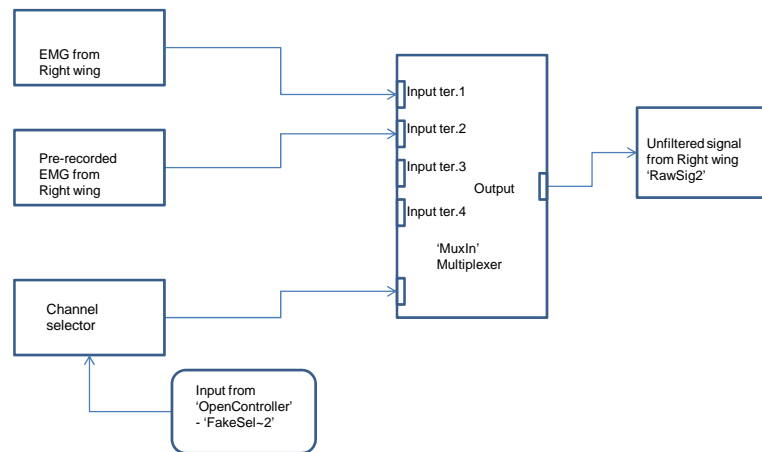 EMG from
Right wing
Pre-recorded
EMG from
Right wing
Channel
selector
Input from
‘OpenController’
- ‘FakeSel~2’
Input ter.1
Input ter.2
Input ter.3
Input ter.4
Output
‘MuxIn’
Multiplexer
Unfiltered signal
from Right wing
‘RawSig2’